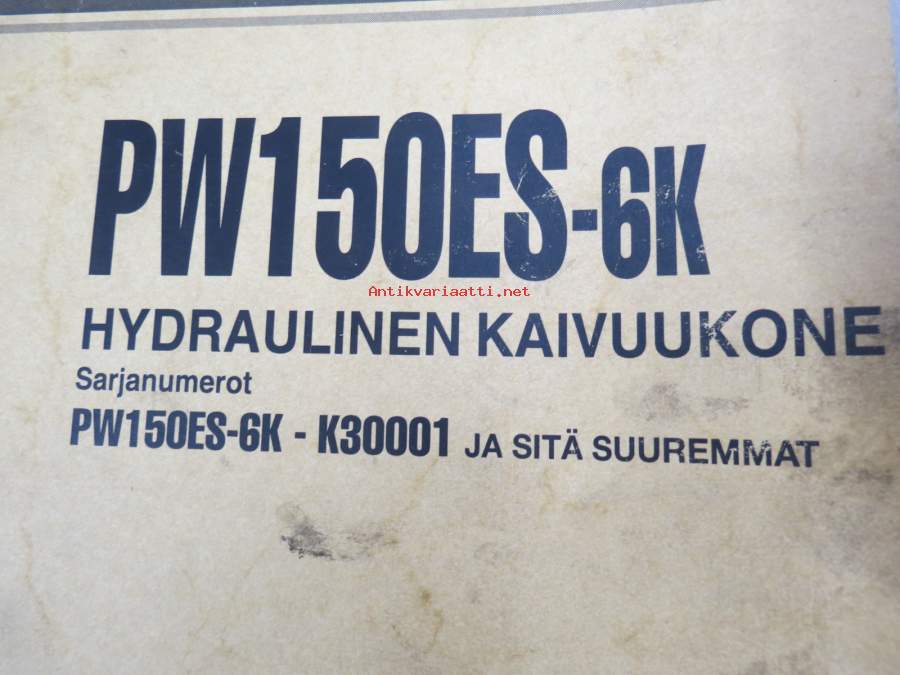 PW150ES-6K
Antikvariaatti.net
HYDRAULINEN KAIVUUKONE
Sarjanumerot
PW150ES-6K - K30001 JA SITÄ SUUREMMAT